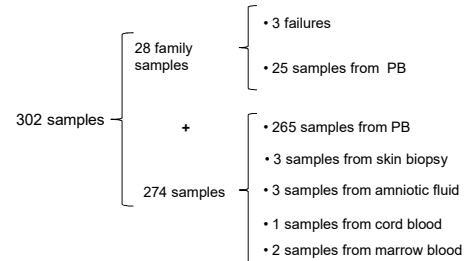 302 samples
28 family
samples
• 3 failures
• 25 samples from PB
+
274 samples
• 265 samples from PB
• 3 samples from skin biopsy
• 3 samples from amniotic fluid
• 1 samples from cord blood
• 2 samples from marrow blood